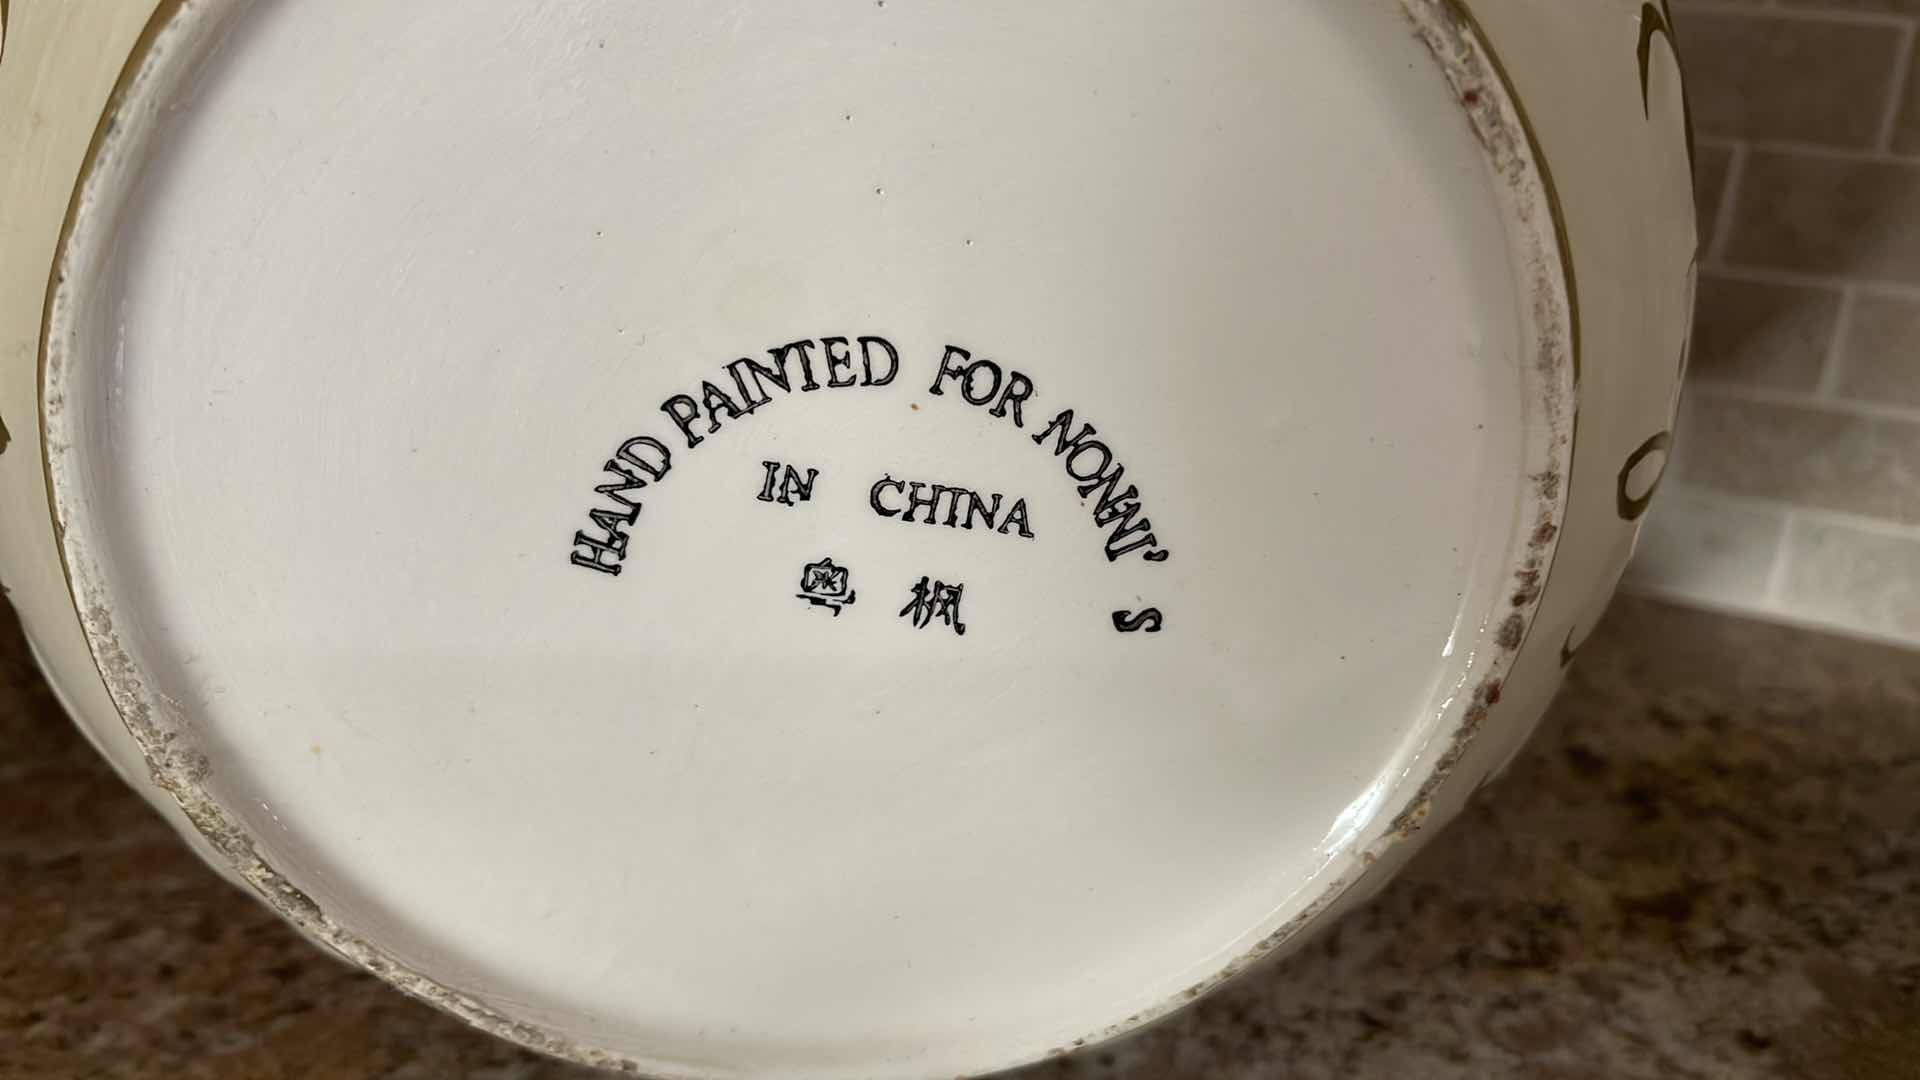 HAND PAINTED FOR NONNI'S
IN CHINA
粤 枫